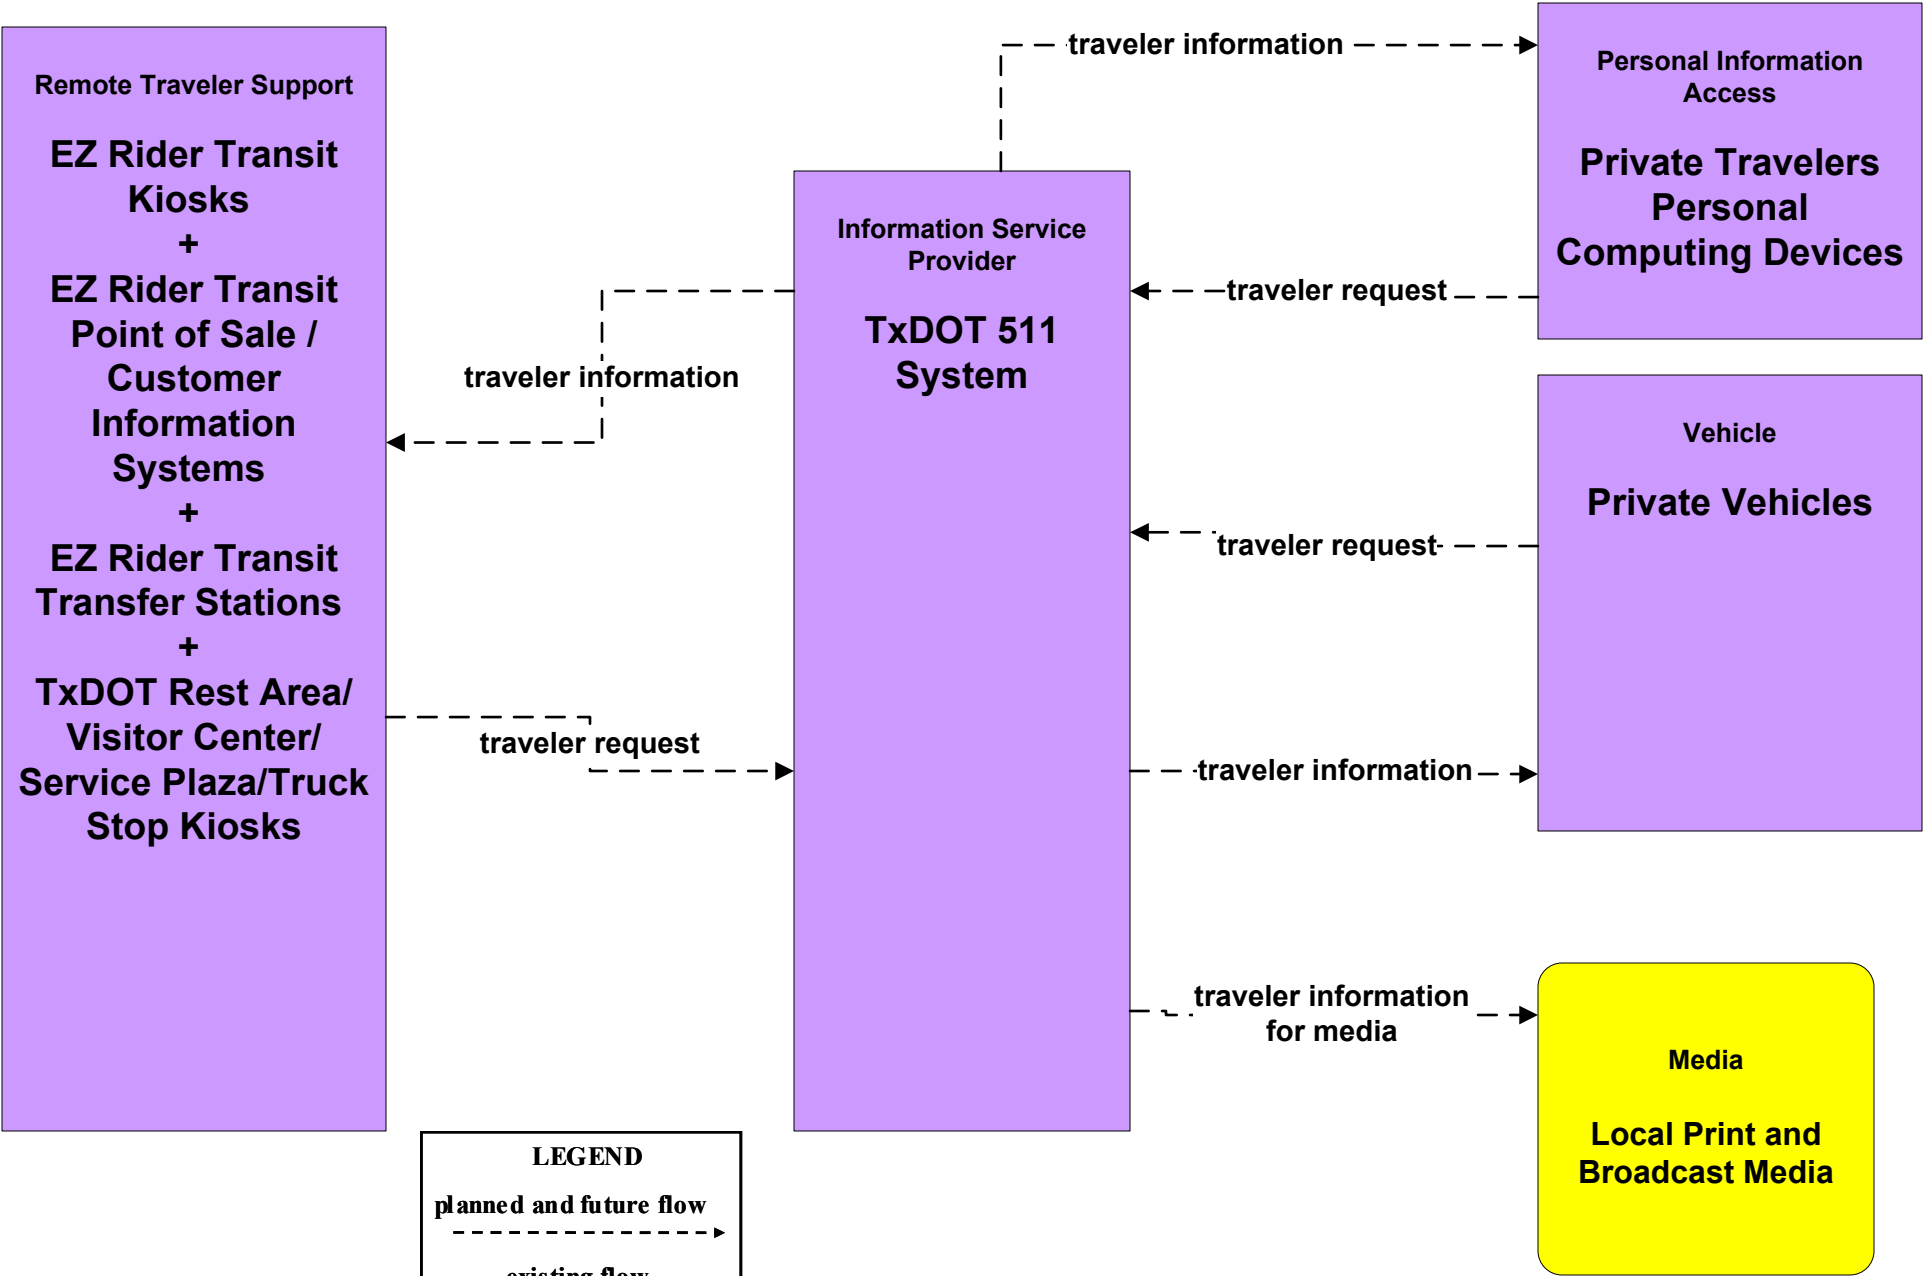 Remote Traveler Support
EZ Rider Transit
Kiosks
+
EZ Rider Transit
Point of Sale /
Customer
Information
Systems
+
EZ Rider Transit
Transfer Stations
+
TxDOT Rest Area/
Visitor Center/
Service Plaza/Truck
Stop Kiosks
traveler information
traveler request
Information Service
Provider
TxDOT 511
System
traveler information
traveler request
traveler request
traveler information
traveler information
for media
Personal Information
Access
Private Travelers
Personal
Computing Devices
Vehicle
Private Vehicles
Media
Local Print and
Broadcast Media
LEGEND
planned and future flow
existing flow